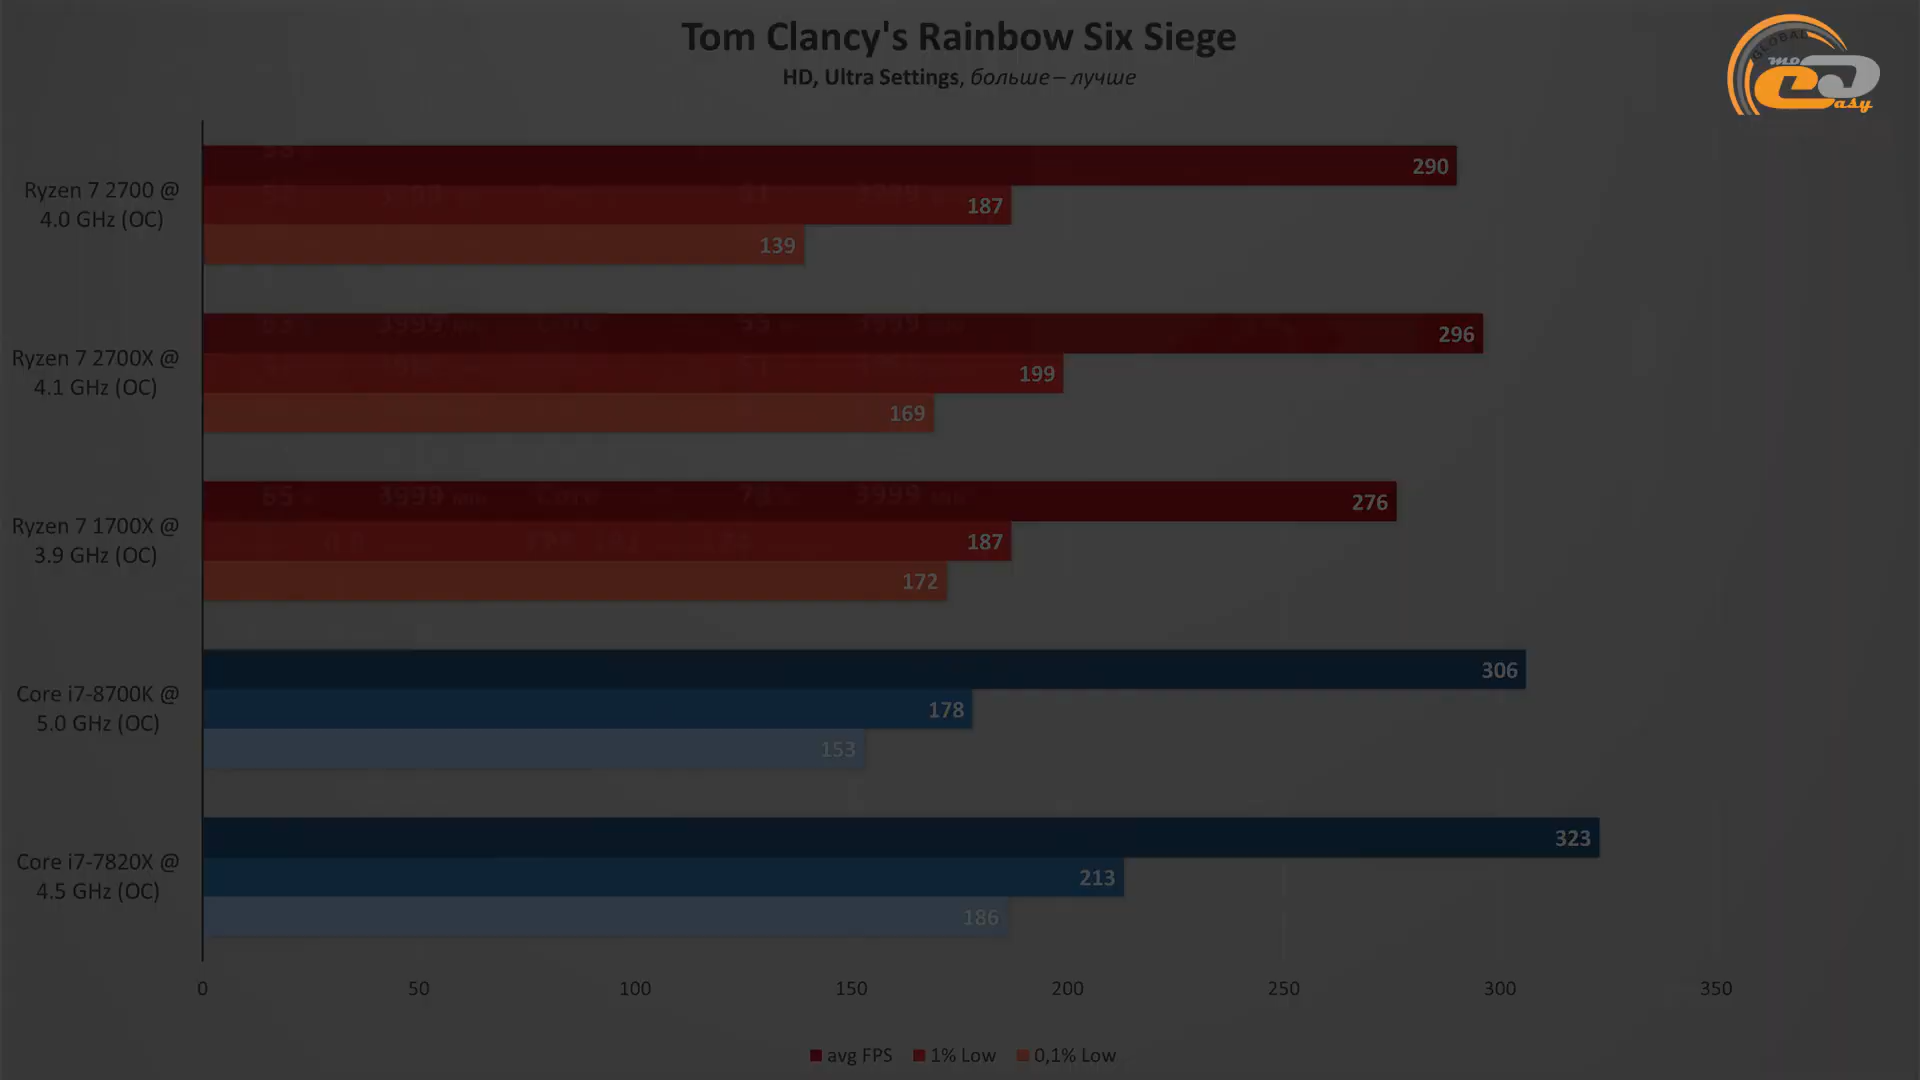 Tom Clancy's Rainbow Six Siege
HD, Ultra Settings, больше – лучше
GLOBAL
easy
Ryzen 7 2700 @
4.0 GHz (OC)
290
187
139
Ryzen 7 2700X @
4.1 GHz (OC)
296
199
169
Ryzen 7 1700X @
3.9 GHz (OC)
276
187
172
Core i7-8700K @
5.0 GHz (OC)
306
178
153
Core i7-7820X @
4.5 GHz (OC)
323
213
186
0 50 100 150 200 250 300 350
avg FPS 1% Low 0,1% Low